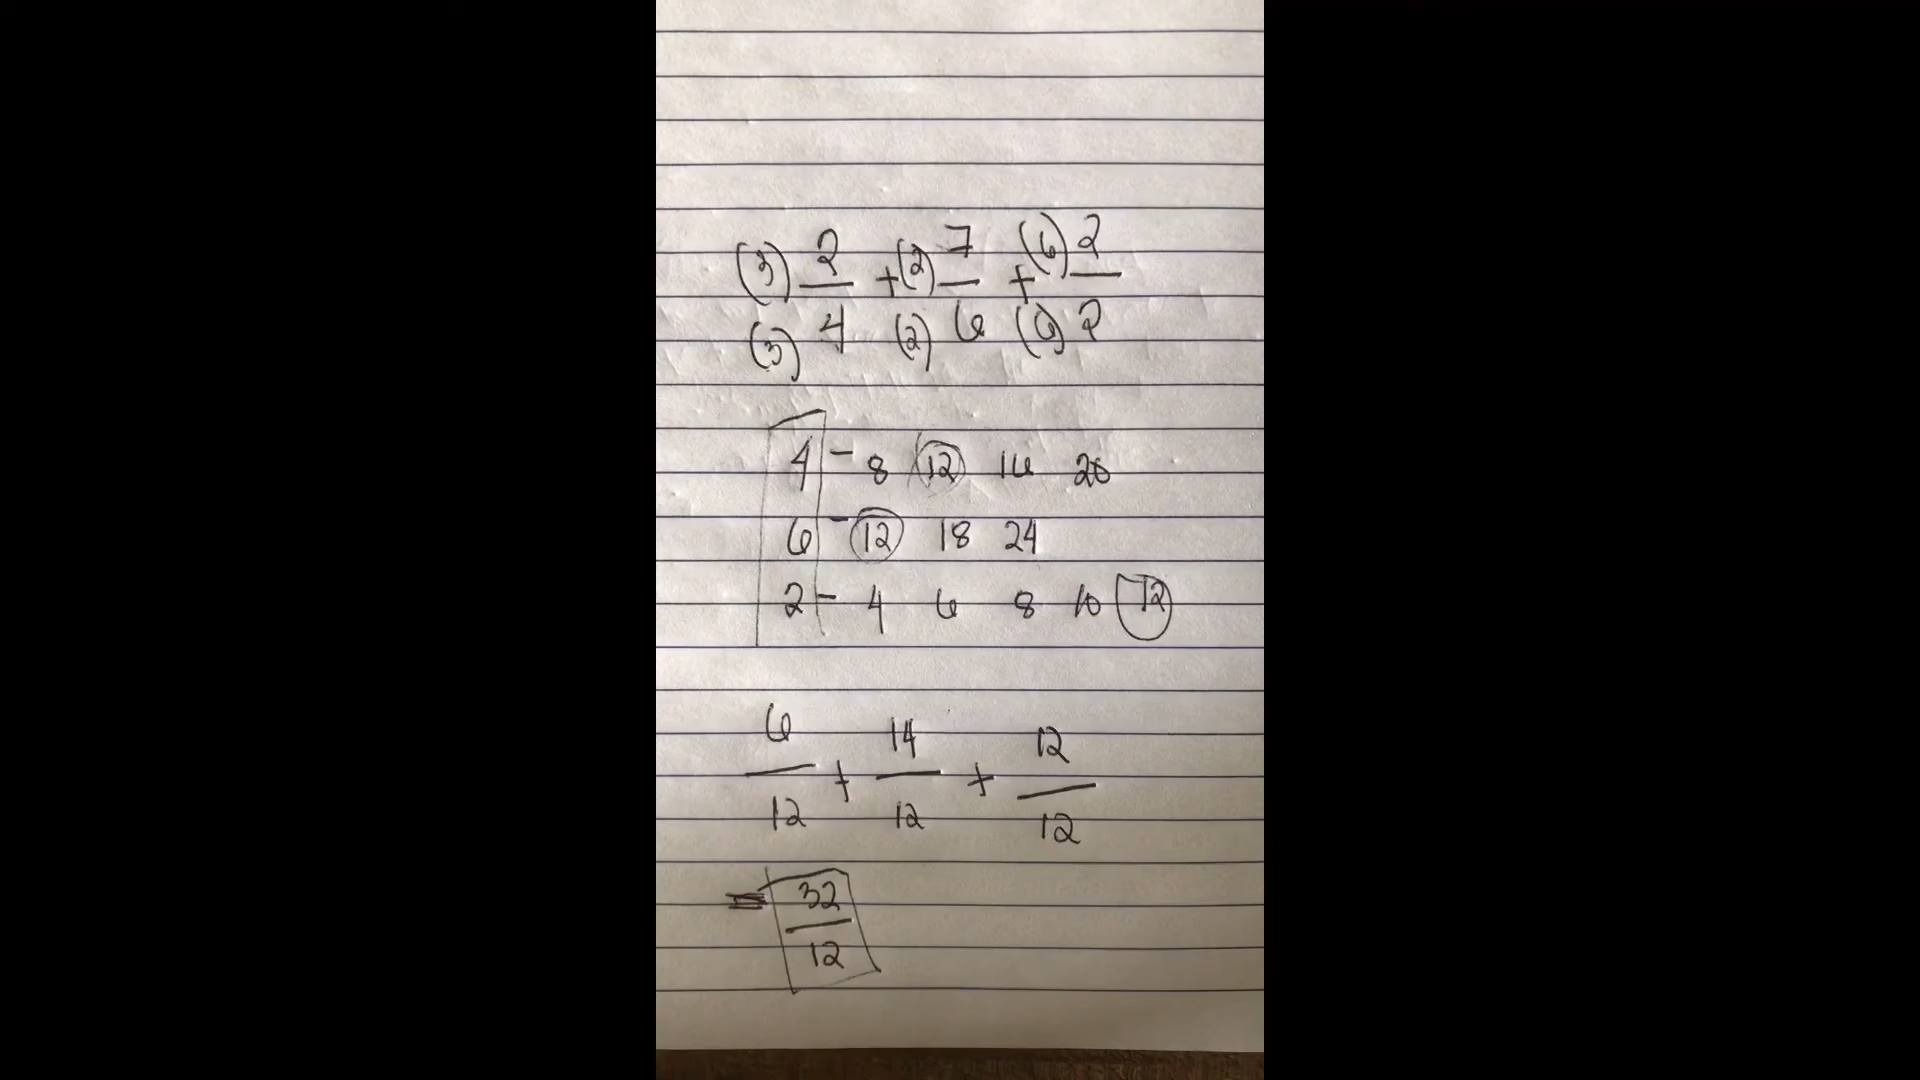 (3) 2 + (2) 7 + (6) 2
(3) 4 (2) 6 (6) 2
4 - 8 12 16 20
6 - 12 18 24
2 - 4 6 8 10 12
6 + 14 + 12
12 12 12
= 32
12